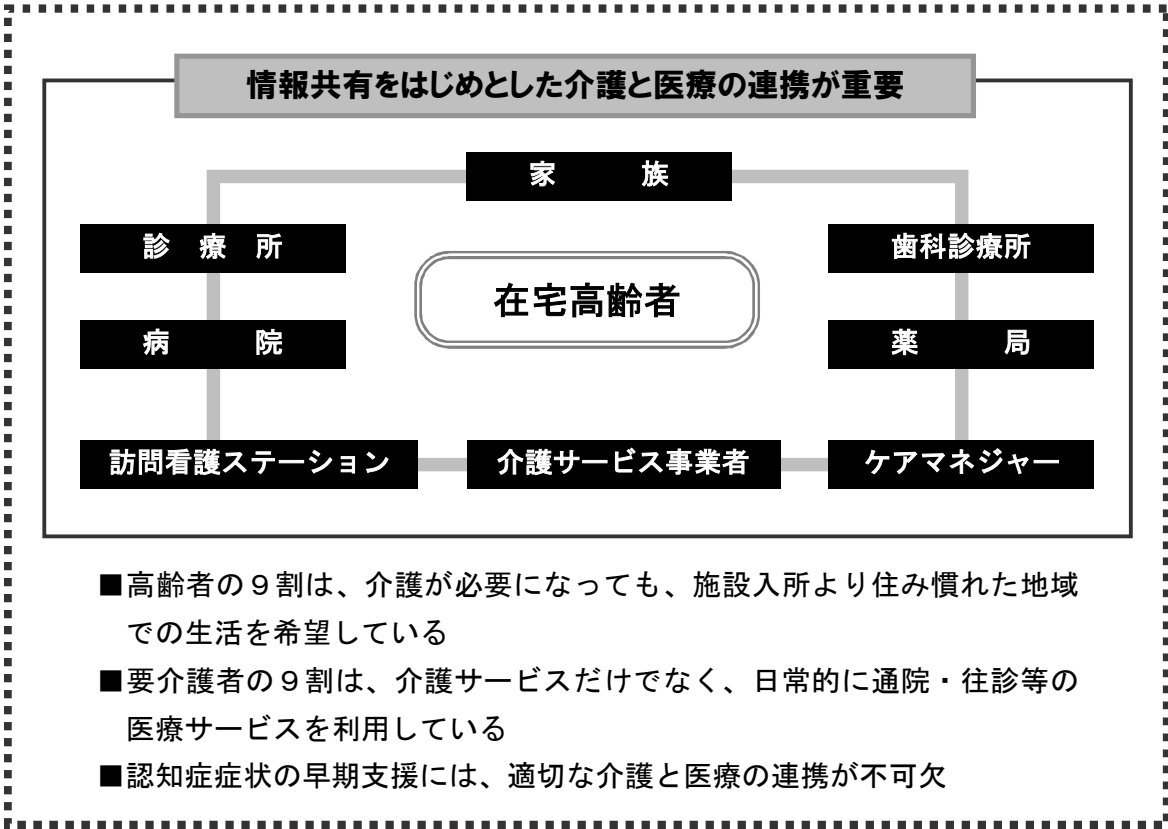 情報共有をはじめとした介護と医療の連携が重要
家　　族
診　療　所
歯科診療所
在宅高齢者
病　　院
薬　　局
訪問看護ステーション
介護サービス事業者
ケアマネジャー
■高齢者の９割は、介護が必要になっても、施設入所より住み慣れた地域
での生活を希望している
■要介護者の９割は、介護サービスだけでなく、日常的に通院・往診等の
医療サービスを利用している
■認知症症状の早期支援には、適切な介護と医療の連携が不可欠